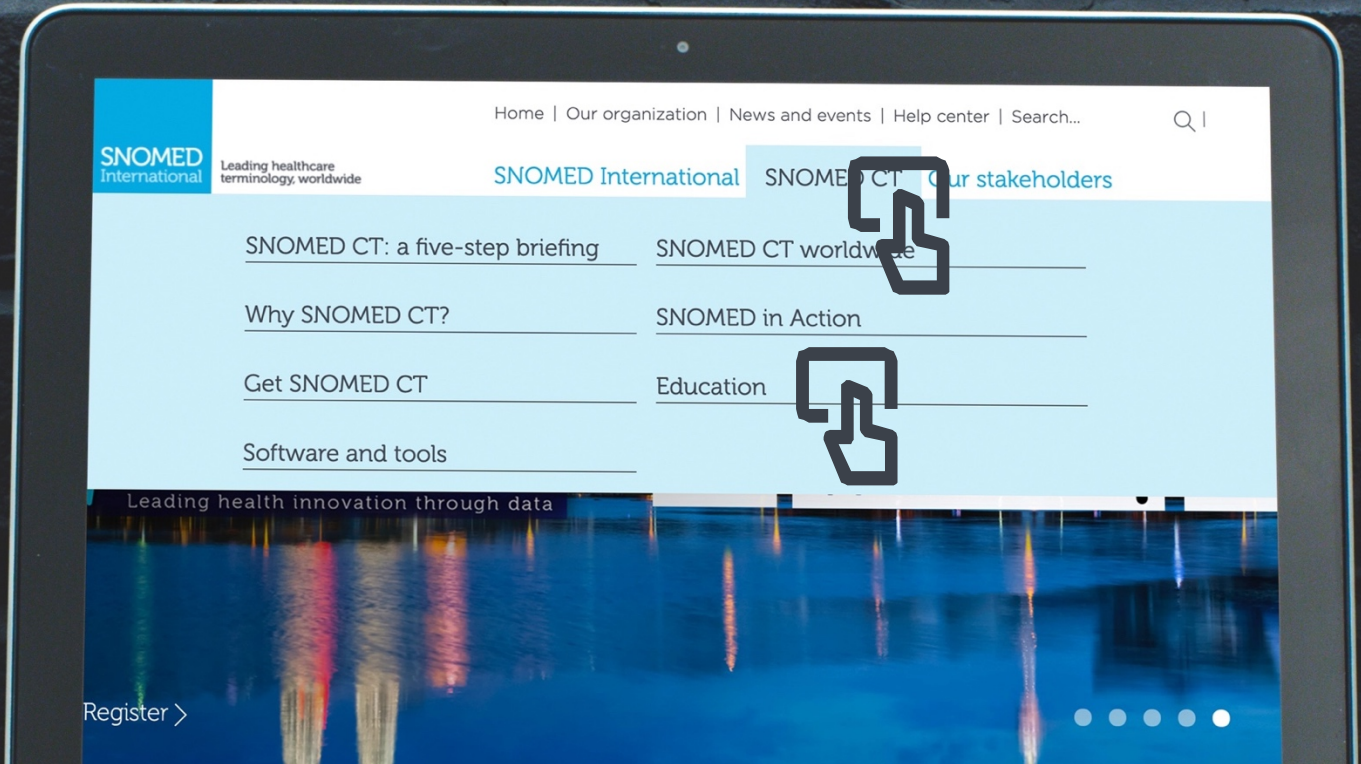 Home | Our organization | News and events | Help center | Search...
SNOMED
International
Leading healthcare
terminology, worldwide
SNOMED International
SNOMED CT
Our stakeholders
SNOMED CT: a five-step briefing
SNOMED CT worldwide
Why SNOMED CT?
SNOMED in Action
Get SNOMED CT
Education
Software and tools
Leading health innovation through data
Register